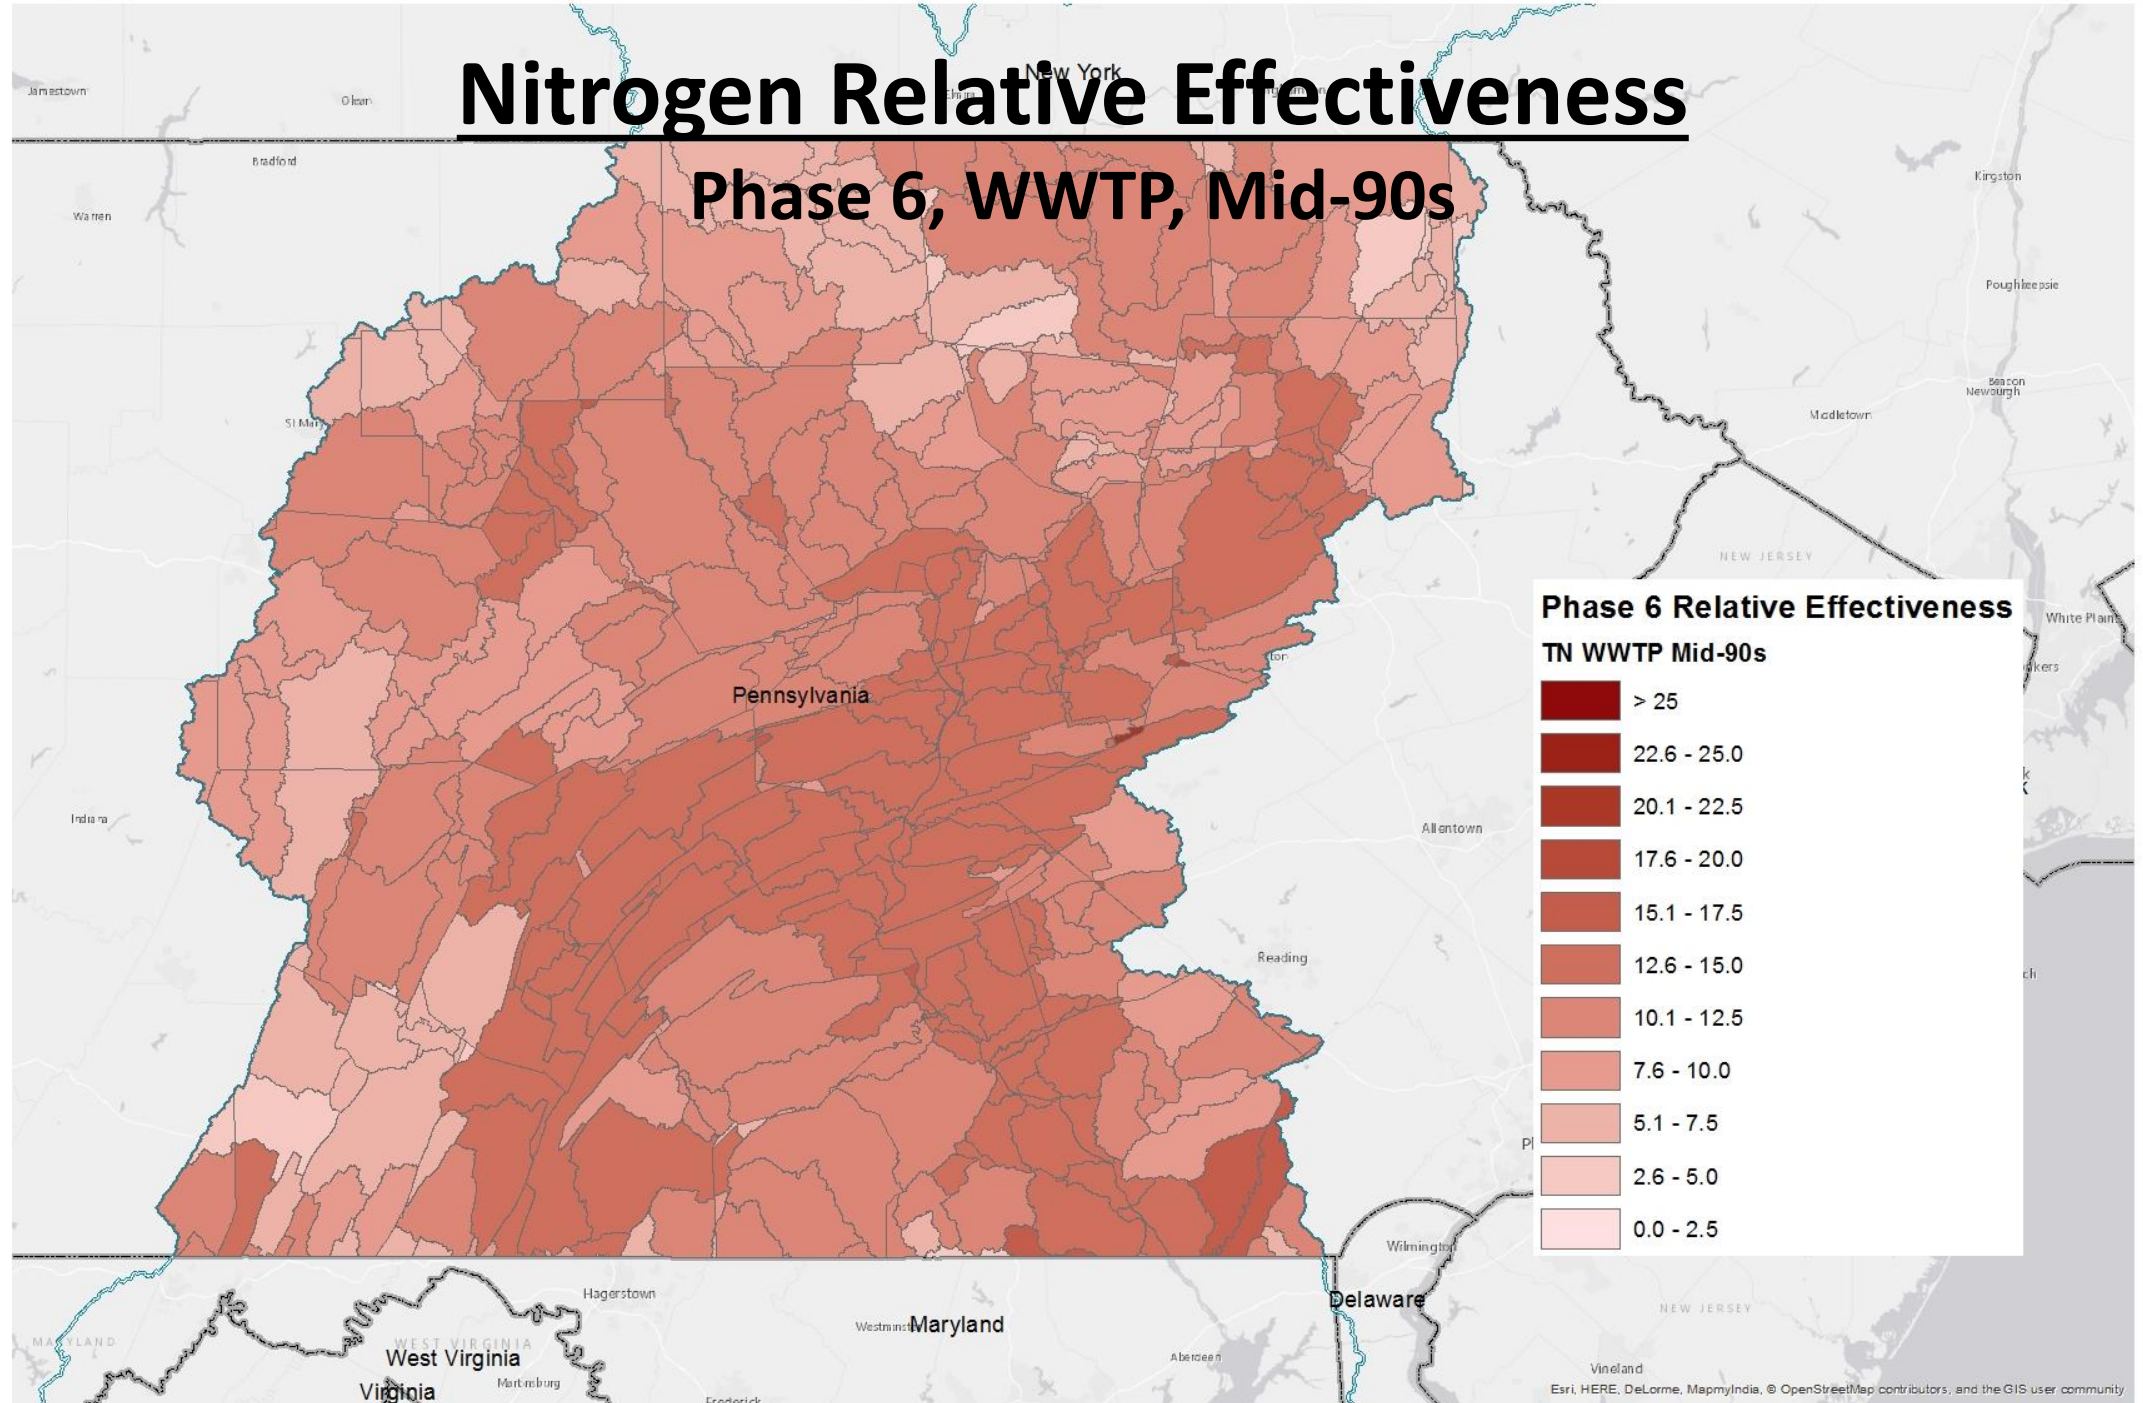 Nitrogen Relative Effectiveness
Phase 6, WWTP, Mid-90s
New York
Jamestown
Olean
Bradford
Warren
Kingston
Poughkeepsie
Beacon
Newburgh
Middletown
NEW JERSEY
White Plains
Pennsylvania
Indiana
Allentown
Reading
Phase 6 Relative Effectiveness
TN WWTP Mid-90s
> 25
22.6 - 25.0
20.1 - 22.5
17.6 - 20.0
15.1 - 17.5
12.6 - 15.0
10.1 - 12.5
7.6 - 10.0
5.1 - 7.5
2.6 - 5.0
0.0 - 2.5
Wilmington
Delaware
Hagerstown
Maryland
NEW JERSEY
MARYLAND
WEST VIRGINIA
West Virginia
Aberdeen
Vineland
Martinsburg
Virginia
Frederick
Esri, HERE, DeLorme, MapmyIndia, © OpenStreetMap contributors, and the GIS user community